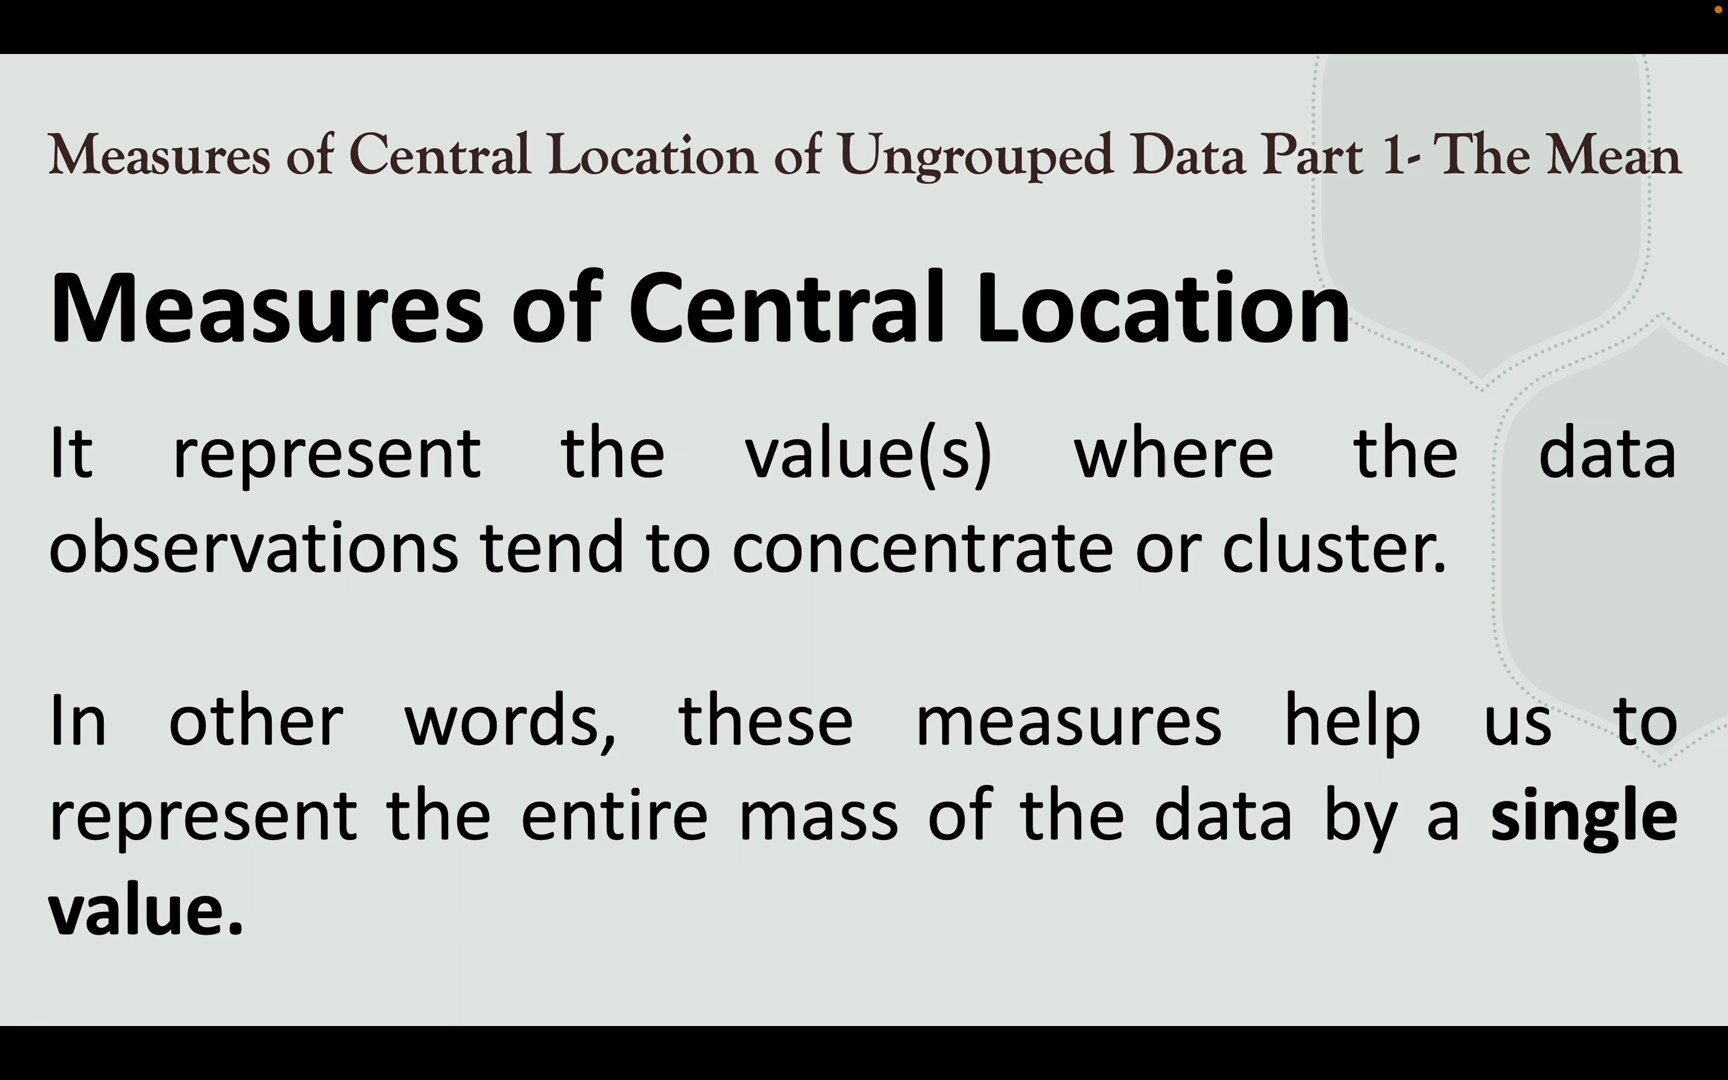 Measures of Central Location of Ungrouped Data Part 1- The Mean
Measures of Central Location
It represent the value(s) where the data
observations tend to concentrate or cluster.
In other words, these measures help us to
represent the entire mass of the data by a single
value.